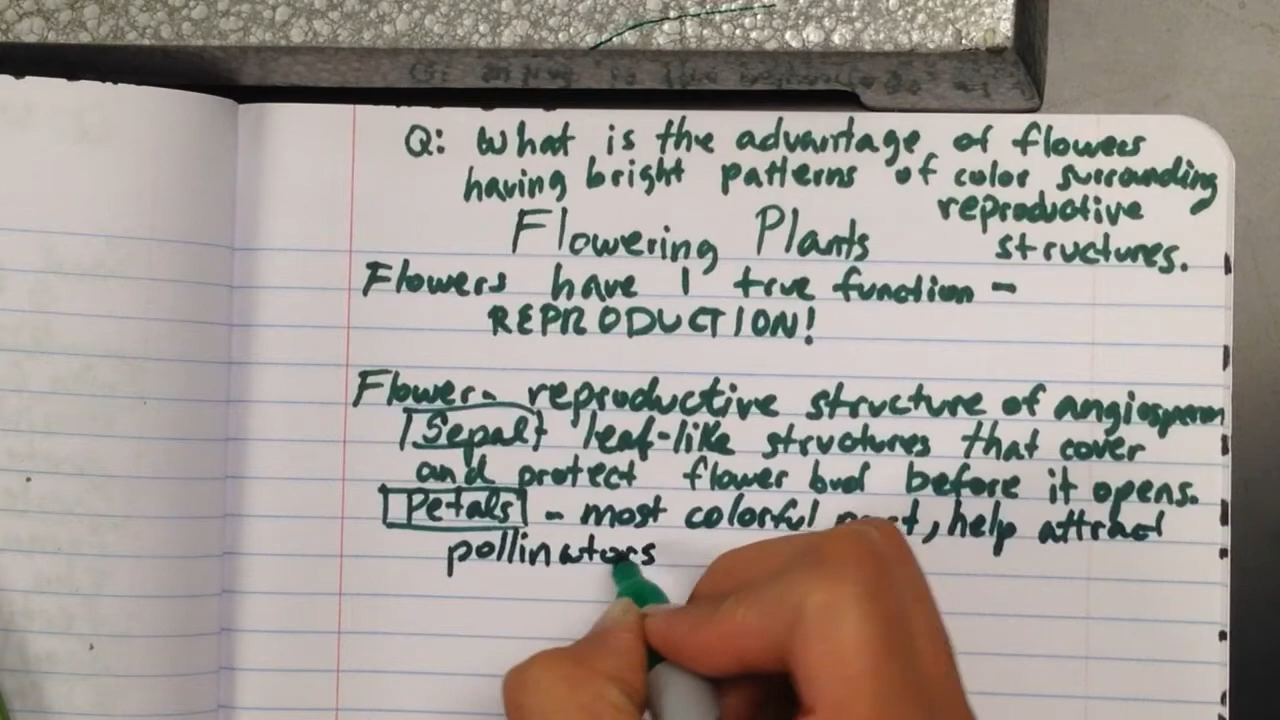 Q: What is the advantage of flowers
having bright patterns of color surrounding
reproductive
structures.
Flowering Plants
Flowers have 1 true function -
REPRODUCTION!
Flower - reproductive structure of angiosperm
Sepal leaf-like structures that cover
and protect flower bud before it opens.
Petals - most colorful part, help attract
pollinators